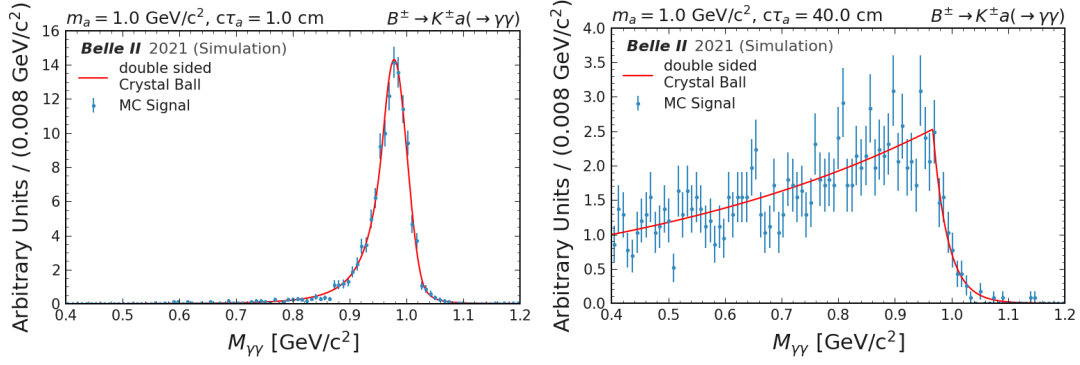 m_a = 1.0 GeV/c², cτ_a = 1.0 cm
B± → K±a(→ γγ)
Belle II 2021 (Simulation)
double sided
Crystal Ball
MC Signal
Arbitrary Units / (0.008 GeV/c²)
16
14
12
10
8
6
4
2
0
0.4 0.5 0.6 0.7 0.8 0.9 1.0 1.1 1.2
M_γγ [GeV/c²]
m_a = 1.0 GeV/c², cτ_a = 40.0 cm
B± → K±a(→ γγ)
Belle II 2021 (Simulation)
double sided
Crystal Ball
MC Signal
Arbitrary Units / (0.008 GeV/c²)
4.0
3.5
3.0
2.5
2.0
1.5
1.0
0.5
0.0
0.4 0.5 0.6 0.7 0.8 0.9 1.0 1.1 1.2
M_γγ [GeV/c²]